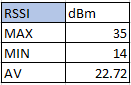 RSSI dBm
MAX 35
MIN 14
AV 22.72